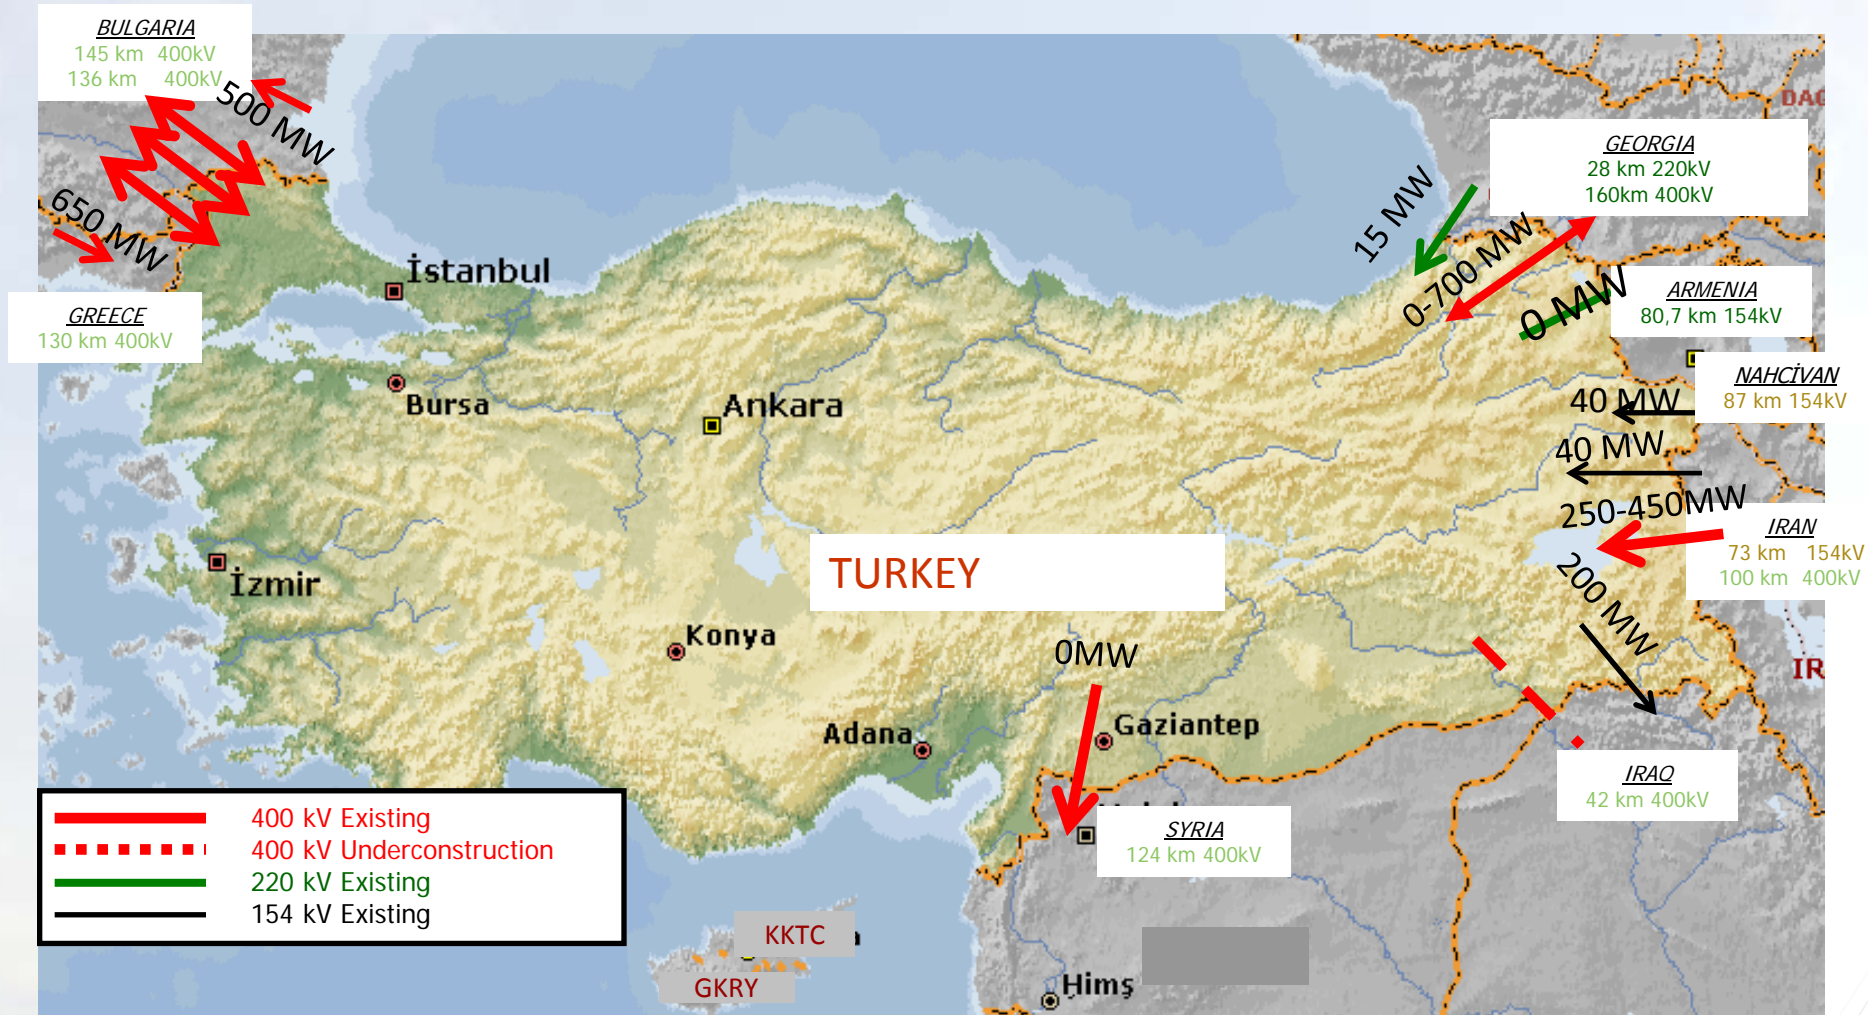 BULGARIA
145 km 400kV
136 km 400kV
500 MW
650 MW
GREECE
130 km 400kV
İstanbul
Bursa
Ankara
İzmir
Konya
Adana
Gaziantep
TURKEY
DAG
GEORGIA
28 km 220kV
160km 400kV
15 MW
0-700 MW
0 MW
ARMENIA
80,7 km 154kV
NAHCİVAN
87 km 154kV
40 MW
40 MW
250-450MW
IRAN
73 km 154kV
100 km 400kV
200 MW
IR
0MW
IRAQ
42 km 400kV
SYRIA
124 km 400kV
400 kV Existing
400 kV Underconstruction
220 kV Existing
154 kV Existing
KKTC
GKRY
Hims